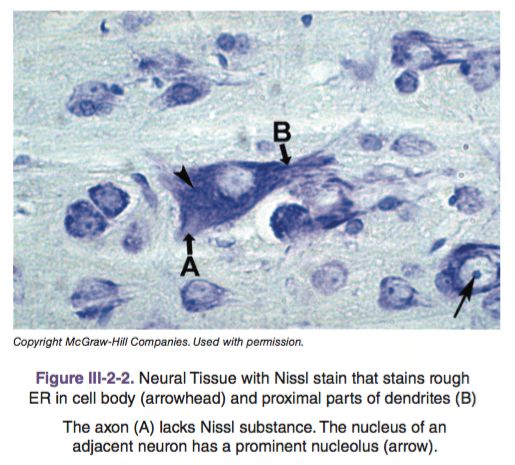 B
A
Copyright McGraw-Hill Companies. Used with permission.
Figure III-2-2. Neural Tissue with Nissl stain that stains rough
ER in cell body (arrowhead) and proximal parts of dendrites (B)
The axon (A) lacks Nissl substance. The nucleus of an
adjacent neuron has a prominent nucleolus (arrow).